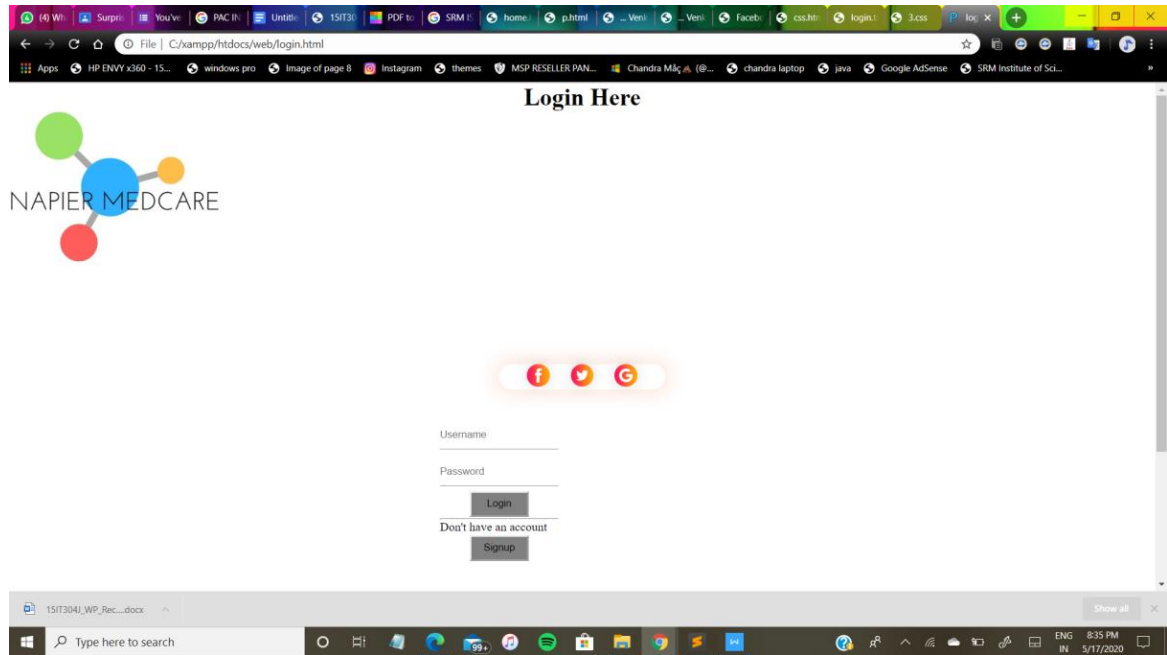 (4) Wh
Surpris
You've
PAC IN
Untitle
15IT30
PDF to
SRM IS
home.l
p.html
... Veni
... Veni
Facebo
css.htm
login.t
3.css
log
File | C:/xampp/htdocs/web/login.html
Apps HP ENVY x360 - 15... windows pro Image of page 8 Instagram themes MSP RESELLER PAN... chandra laptop java Google AdSense SRM Institute of Sci... »
Login Here
NAPIER MEDCARE
Username
Password
Login
Don't have an account
Signup
15IT304J_WP_Rec....docx
Show all
Type here to search
99+
ENG
IN
8:35 PM
5/17/2020